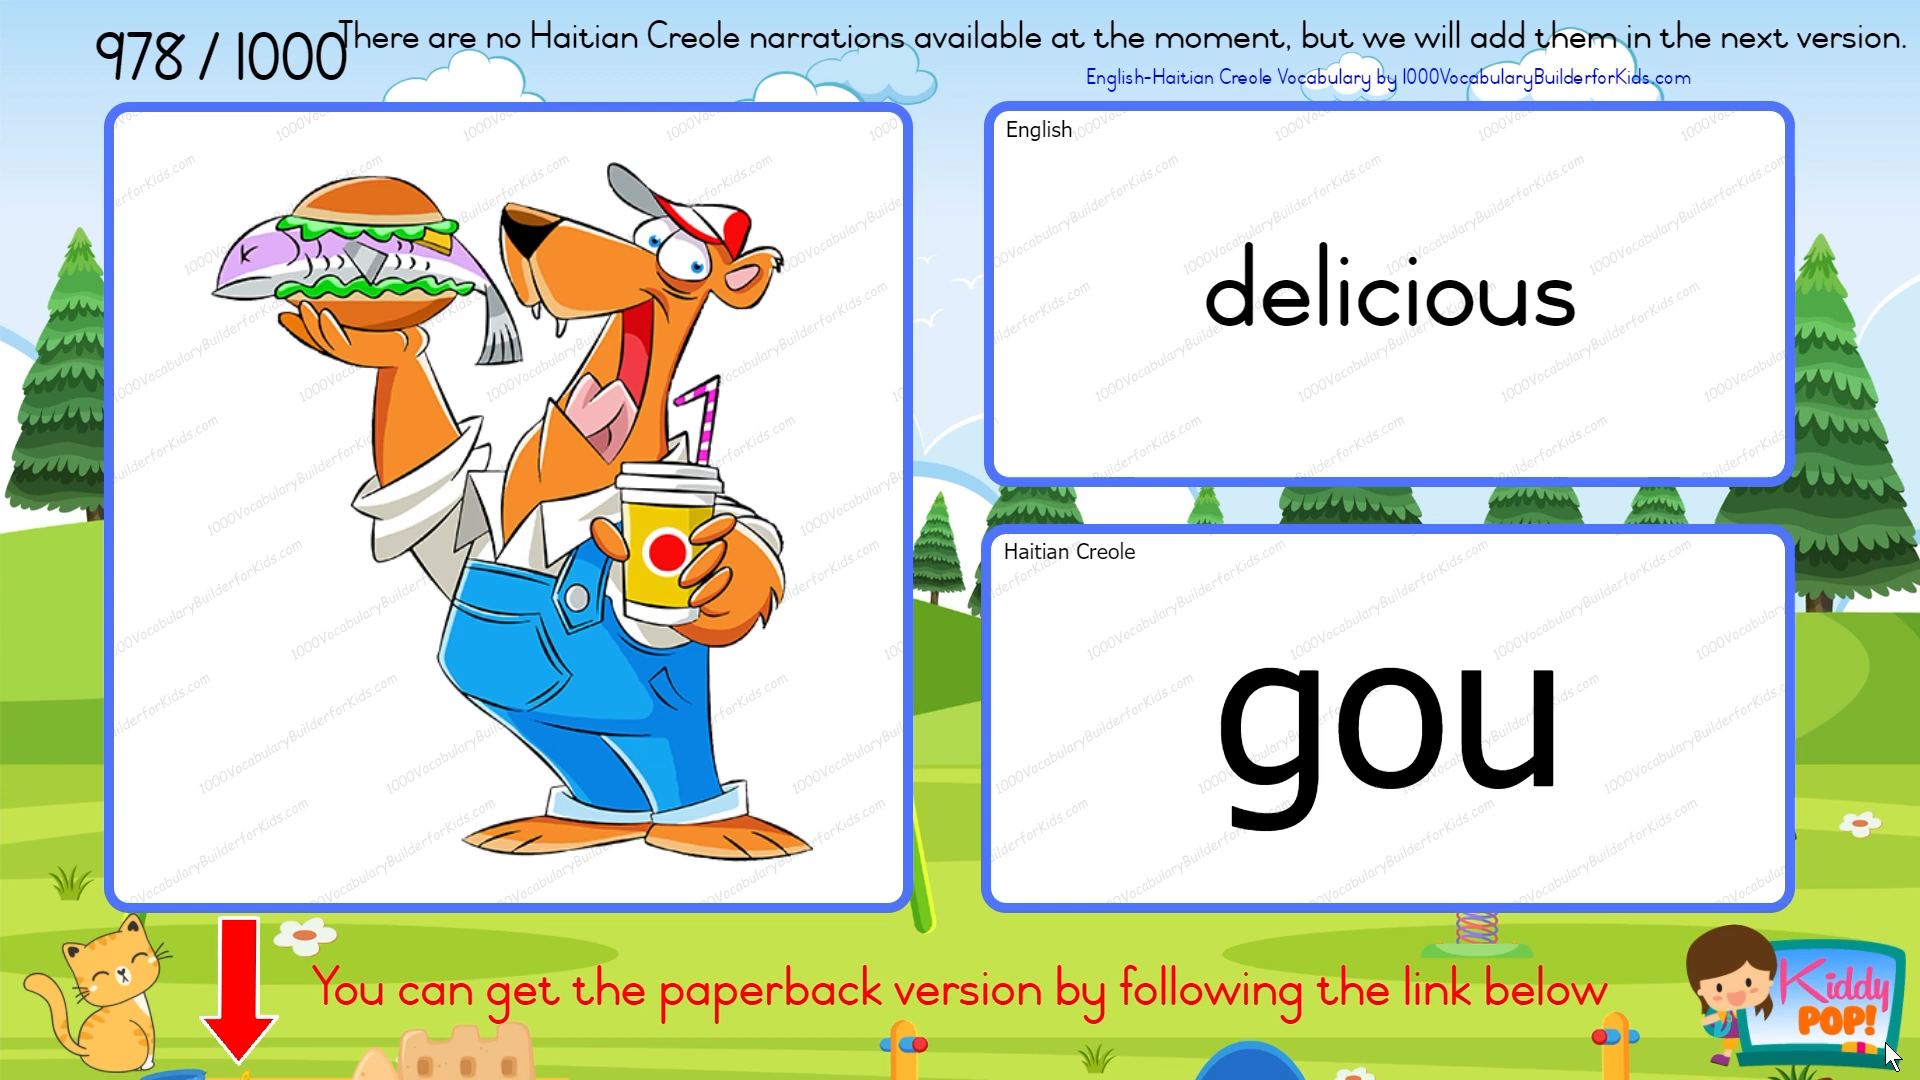 978 / 1000
There are no Haitian Creole narrations available at the moment, but we will add them in the next version.
English-Haitian Creole Vocabulary by 1000VocabularyBuilderforKids.com
English
delicious
Haitian Creole
gou
You can get the paperback version by following the link below
Kiddy
POP!
1000VocabularyBuilderforKids.com